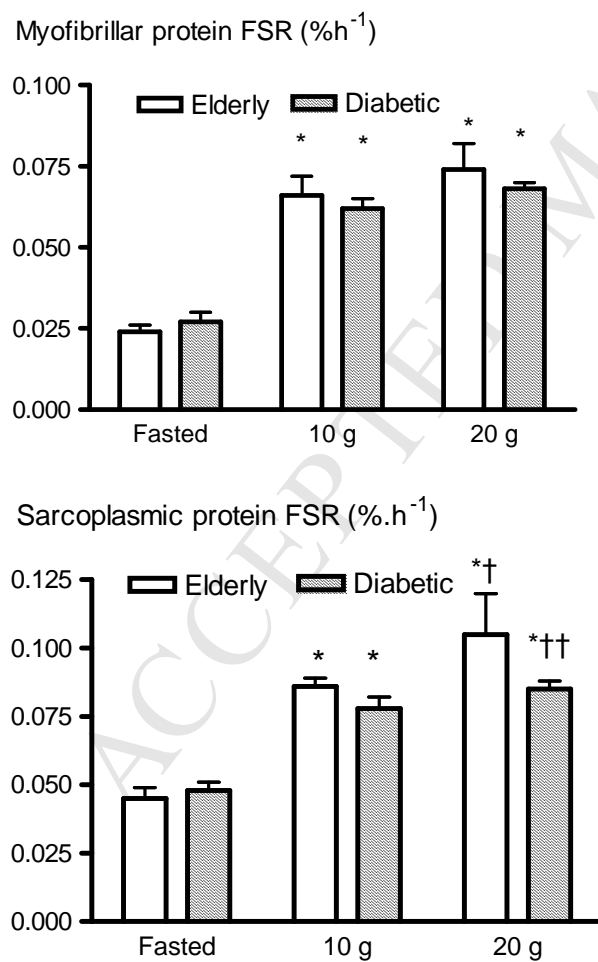 Myofibrillar protein FSR (%h⁻¹)
0.100
Elderly Diabetic
* * * *
0.075
0.050
0.025
0.000
Fasted 10 g 20 g
Sarcoplasmic protein FSR (%.h⁻¹)
0.125
Elderly Diabetic
*†
*††
0.100
* *
0.075
0.050
0.025
0.000
Fasted 10 g 20 g
ACCEPTED MA